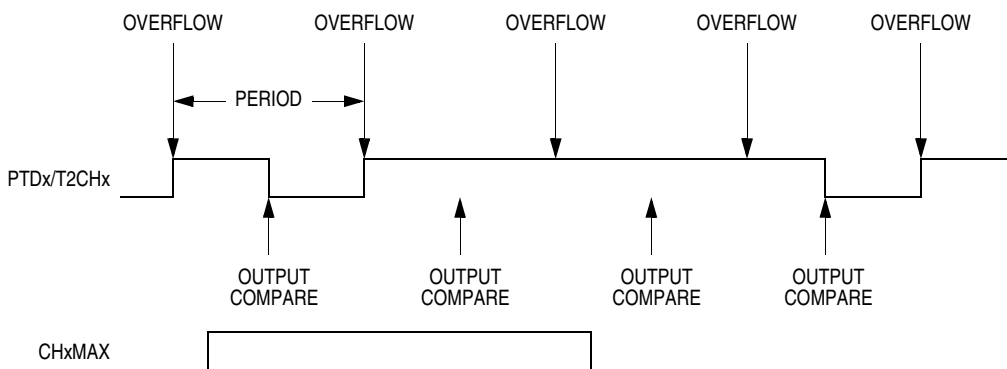 OVERFLOW OVERFLOW OVERFLOW OVERFLOW OVERFLOW
PERIOD
PTDx/T2CHx
OUTPUT OUTPUT OUTPUT OUTPUT
COMPARE COMPARE COMPARE COMPARE
CHxMAX